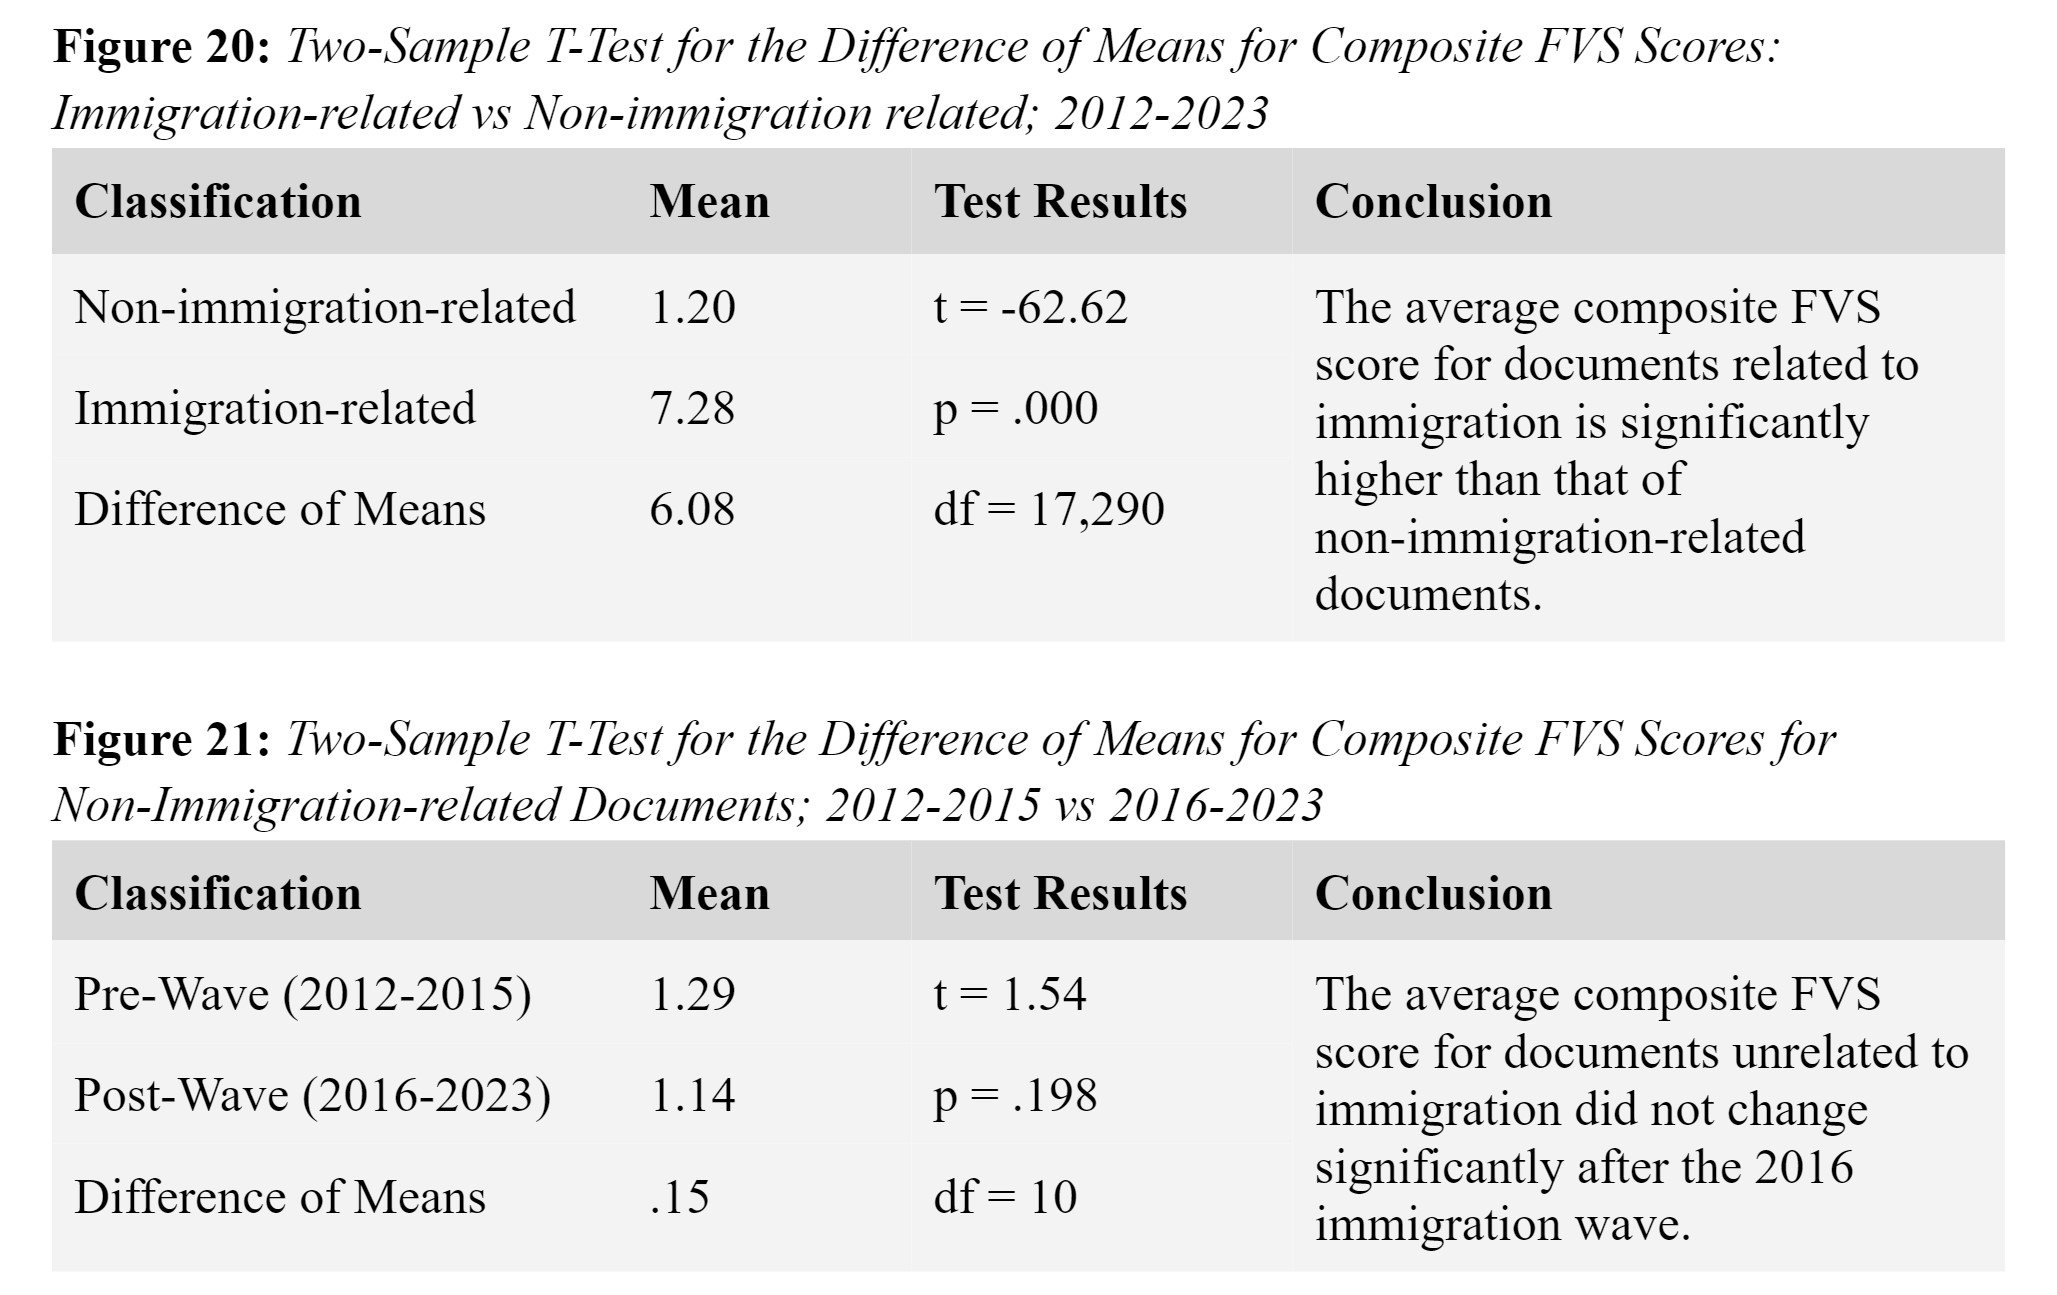 Figure 20: Two-Sample T-Test for the Difference of Means for Composite FVS Scores:
Immigration-related vs Non-immigration related; 2012-2023
Classification Mean Test Results Conclusion
Non-immigration-related 1.20 t = -62.62 The average composite FVS
score for documents related to
Immigration-related 7.28 p = .000 immigration is significantly
higher than that of
Difference of Means 6.08 df = 17,290 non-immigration-related
documents.
Figure 21: Two-Sample T-Test for the Difference of Means for Composite FVS Scores for
Non-Immigration-related Documents; 2012-2015 vs 2016-2023
Classification Mean Test Results Conclusion
Pre-Wave (2012-2015) 1.29 t = 1.54 The average composite FVS
score for documents unrelated to
Post-Wave (2016-2023) 1.14 p = .198 immigration did not change
significantly after the 2016
Difference of Means .15 df = 10 immigration wave.